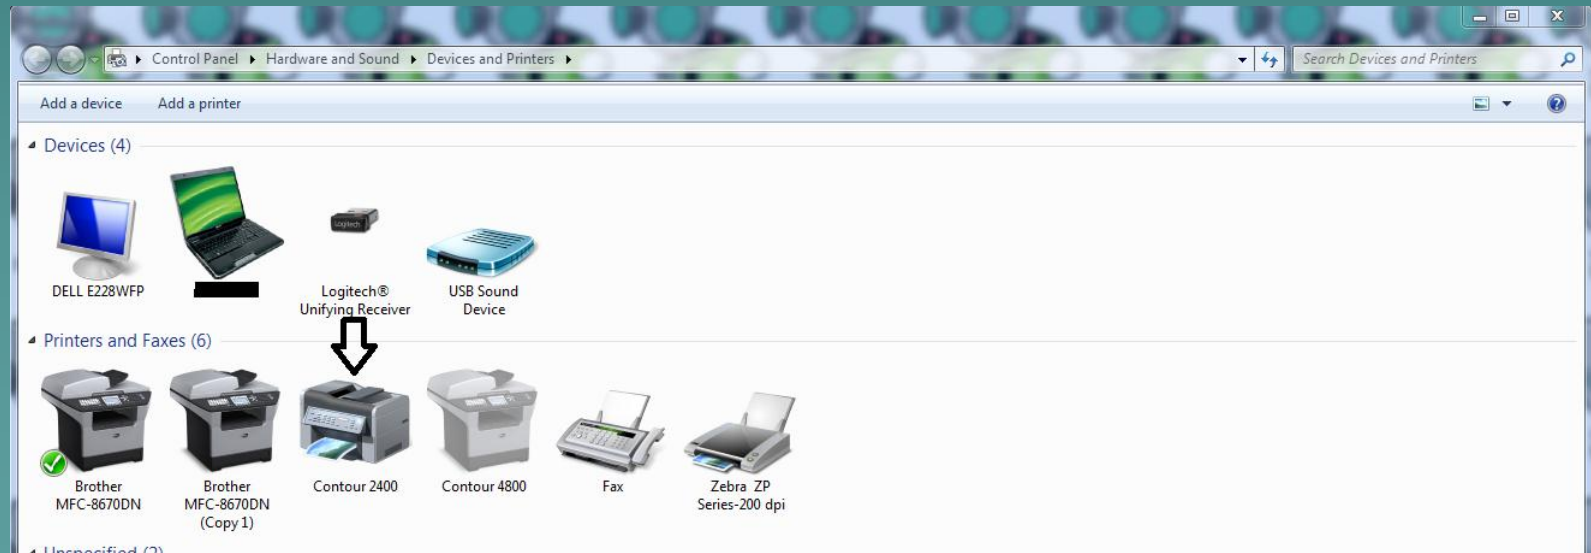 Control Panel Hardware and Sound Devices and Printers
Search Devices and Printers
Add a device Add a printer
Devices (4)
Logitech
DELL E228WFP
Logitech®
Unifying Receiver
USB Sound
Device
Printers and Faxes (6)
Brother
MFC-8670DN
Brother
MFC-8670DN
(Copy 1)
Contour 2400
Contour 4800
Fax
Zebra ZP
Series-200 dpi
Unspecified (2)